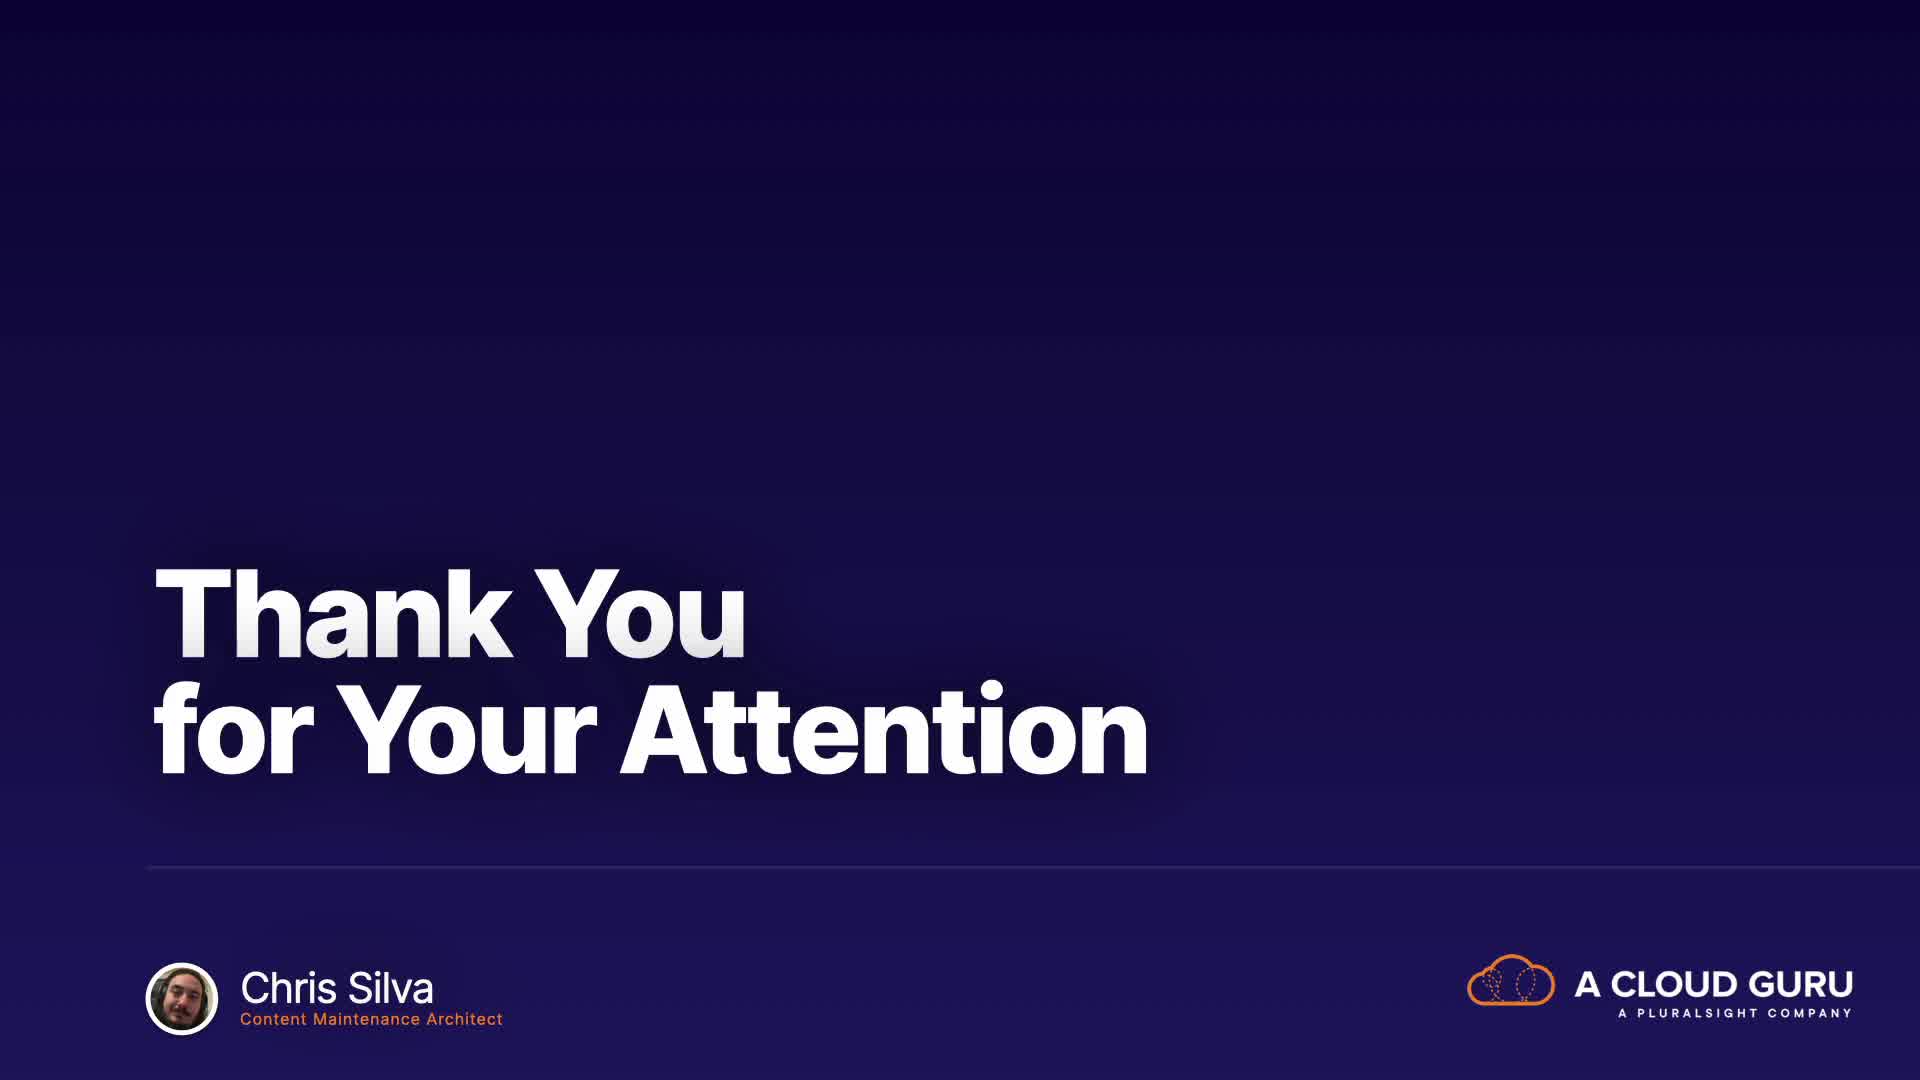 Thank You
for Your Attention
Chris Silva
Content Maintenance Architect
A CLOUD GURU
A PLURALSIGHT COMPANY